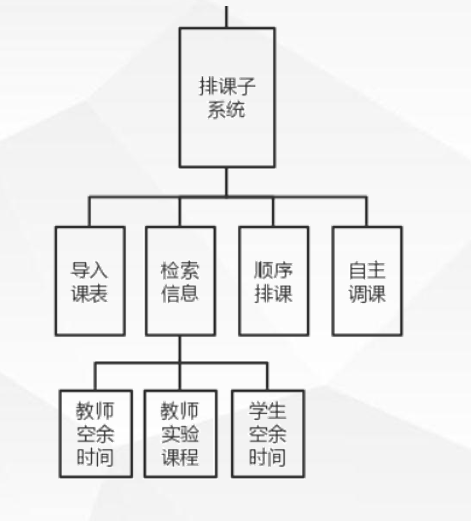 排课子
系统
导入
课表
检索
信息
顺序
排课
自主
调课
教师
空余
时间
教师
实验
课程
学生
空余
时间